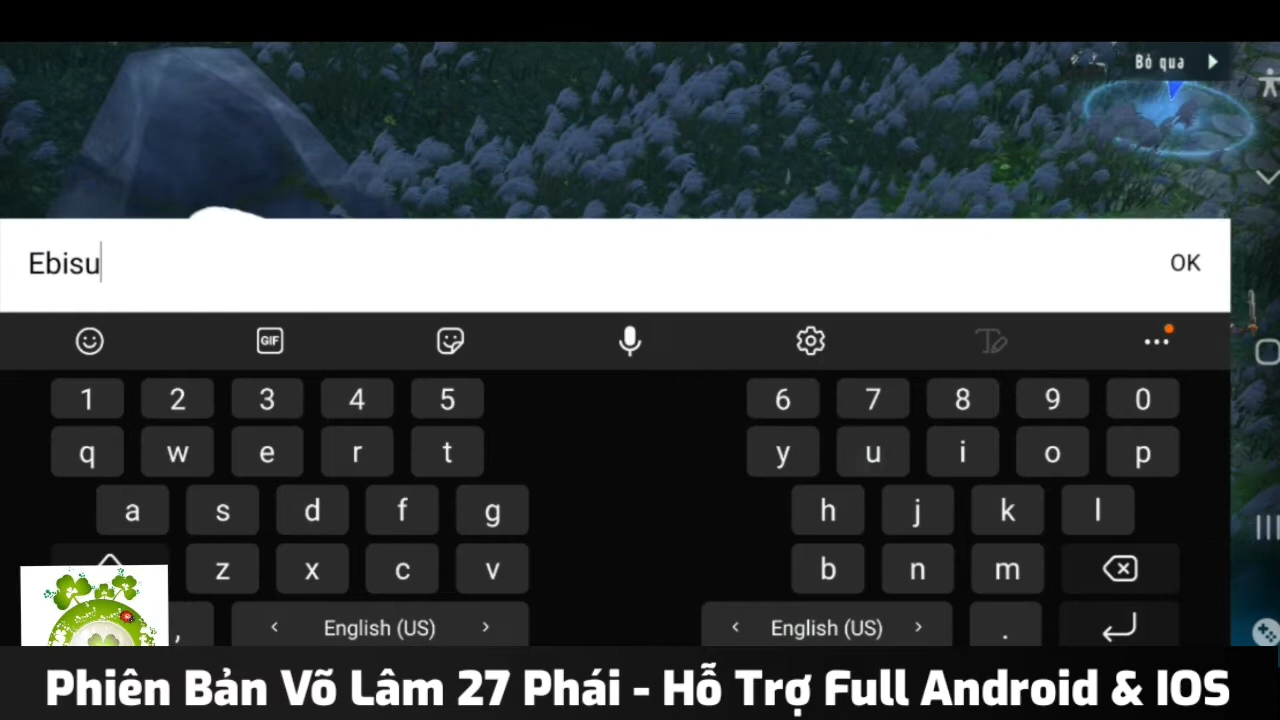 Bỏ qua
Ebisu
OK
GIF
1 2 3 4 5 6 7 8 9 0
q w e r t y u i o p
a s d f g h j k l
z x c v b n m
, < English (US) > < English (US) > .
Phiên Bản Võ Lâm 27 Phái - Hỗ Trợ Full Android & IOS